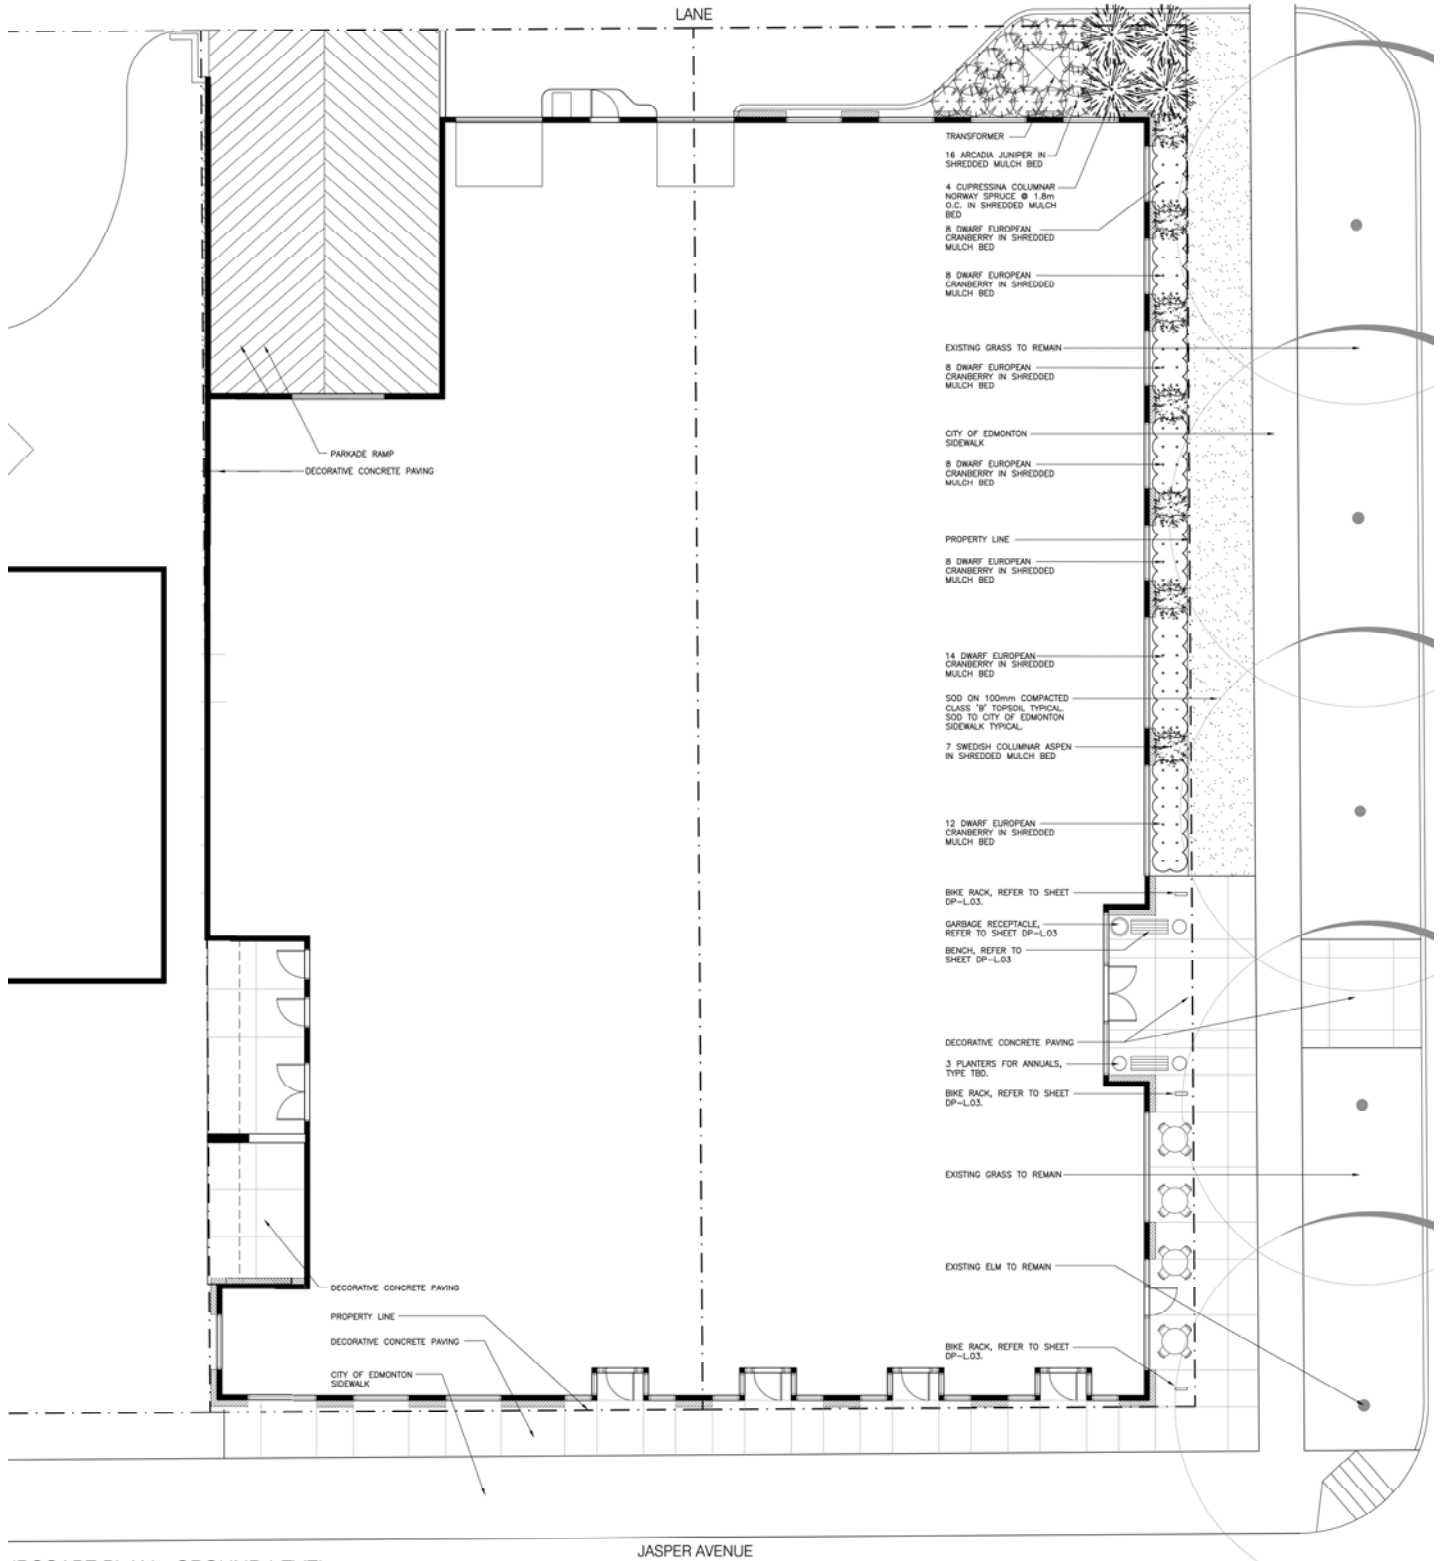 LANE
TRANSFORMER
16 ARCADIA JUNIPER IN
SHREDDED MULCH BED
4 CUPRESSINA COLUMNAR
NORWAY SPRUCE @ 1.8m
O.C. IN SHREDDED MULCH
BED
8 DWARF EUROPEAN
CRANBERRY IN SHREDDED
MULCH BED
8 DWARF EUROPEAN
CRANBERRY IN SHREDDED
MULCH BED
EXISTING GRASS TO REMAIN
8 DWARF EUROPEAN
CRANBERRY IN SHREDDED
MULCH BED
CITY OF EDMONTON
SIDEWALK
8 DWARF EUROPEAN
CRANBERRY IN SHREDDED
MULCH BED
PARKADE RAMP
DECORATIVE CONCRETE PAVING
PROPERTY LINE
8 DWARF EUROPEAN
CRANBERRY IN SHREDDED
MULCH BED
14 DWARF EUROPEAN
CRANBERRY IN SHREDDED
MULCH BED
SOD ON 100mm COMPACTED
CLASS 'B' TOPSOIL TYPICAL.
SOD TO CITY OF EDMONTON
SIDEWALK TYPICAL.
7 SWEDISH COLUMNAR ASPEN
IN SHREDDED MULCH BED
12 DWARF EUROPEAN
CRANBERRY IN SHREDDED
MULCH BED
BIKE RACK, REFER TO SHEET
DP-L.03.
GARBAGE RECEPTACLE,
REFER TO SHEET DP-L.03
BENCH, REFER TO
SHEET DP-L.03
DECORATIVE CONCRETE PAVING
3 PLANTERS FOR ANNUALS,
TYPE TBD.
BIKE RACK, REFER TO SHEET
DP-L.03.
EXISTING GRASS TO REMAIN
EXISTING ELM TO REMAIN
BIKE RACK, REFER TO SHEET
DP-L.03.
DECORATIVE CONCRETE PAVING
PROPERTY LINE
DECORATIVE CONCRETE PAVING
CITY OF EDMONTON
SIDEWALK
JASPER AVENUE